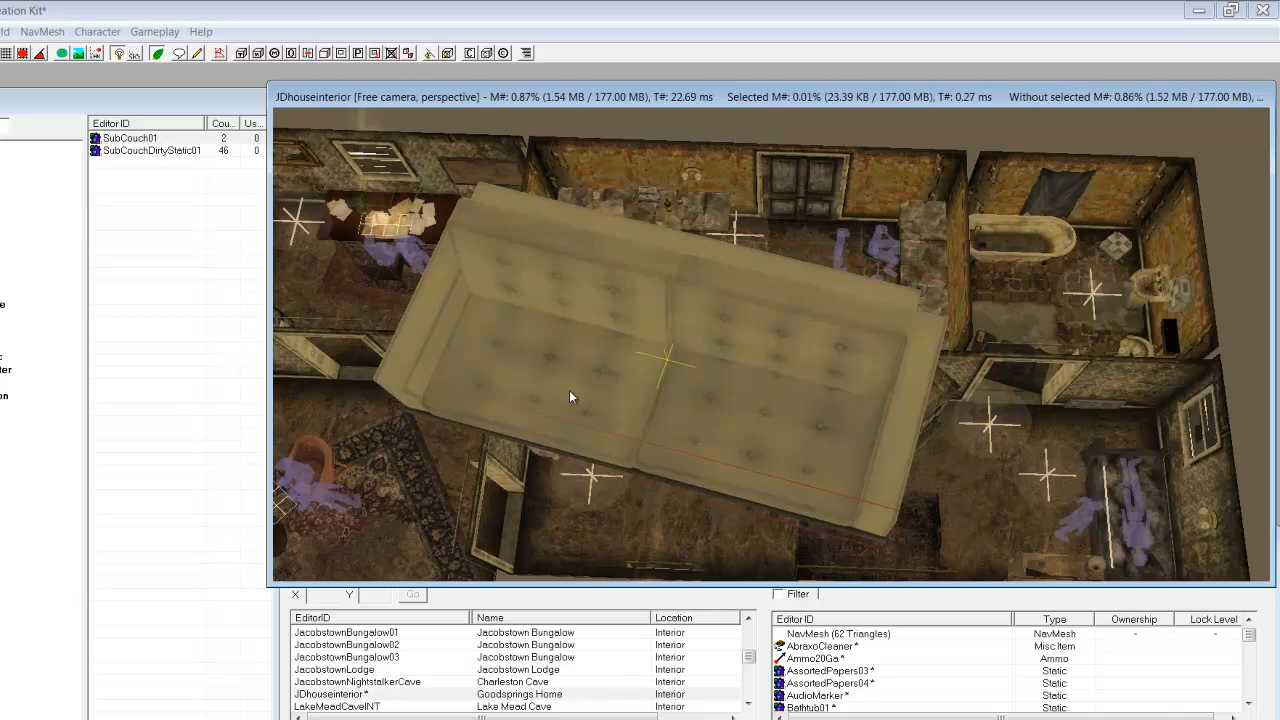 eation Kit*
ld NavMesh Character Gameplay Help
JDhouseinterior [Free camera, perspective] - M#: 0.87% (1.54 MB / 177.00 MB), T#: 22.69 ms Selected M#: 0.01% (23.39 KB / 177.00 MB), T#: 0.27 ms Without selected M#: 0.86% (1.52 MB / 177.00 MB), ...
EditorID Cou... Us...
SubCouch01 2 0
SubCouchDirtyStatic01 46 0
e
ter
on
X Y Go
Filter
EditorID Name Location
JacobstownBungalow01 Jacobstown Bungalow Interior
JacobstownBungalow02 Jacobstown Bungalow Interior
JacobstownBungalow03 Jacobstown Bungalow Interior
JacobstownLodge Jacobstown Lodge Interior
JacobstownNightstalkerCave Charleston Cave Interior
JDhouseinterior * Goodsprings Home Interior
LakeMeadCaveINT Lake Mead Cave Interior
EditorID Type Ownership Lock Level
NavMesh (62 Triangles) NavMesh - -
AbraxoCleaner * Misc Item
Ammo20Ga * Ammo
AssortedPapers03 * Static
AssortedPapers04 * Static
AudioMarker * Static
Bathtub01 * Static